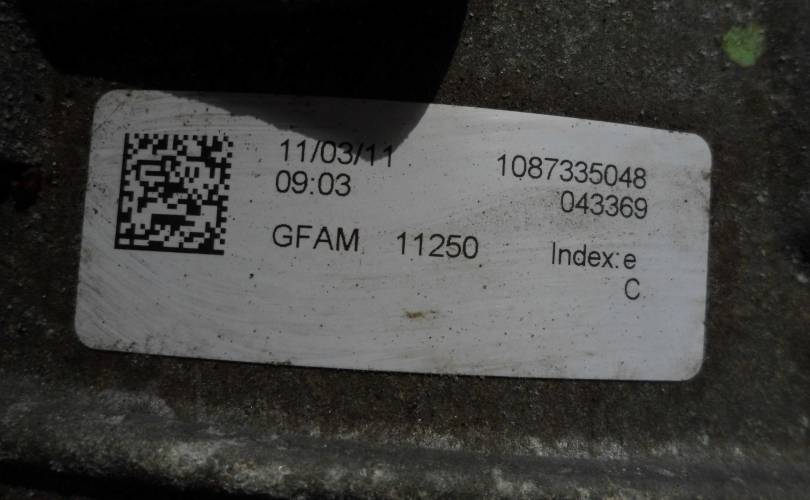 11/03/11
09:03
1087335048
043369
GFAM 11250
Index: e
C